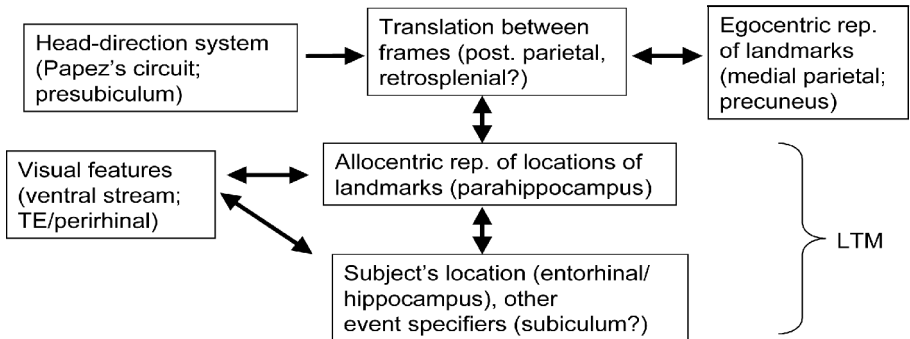 Head-direction system
(Papez's circuit;
presubiculum)
Translation between
frames (post. parietal,
retrosplenial?)
Egocentric rep.
of landmarks
(medial parietal;
precuneus)
Visual features
(ventral stream;
TE/perirhinal)
Allocentric rep. of locations of
landmarks (parahippocampus)
Subject's location (entorhinal/
hippocampus), other
event specifiers (subiculum?)
LTM